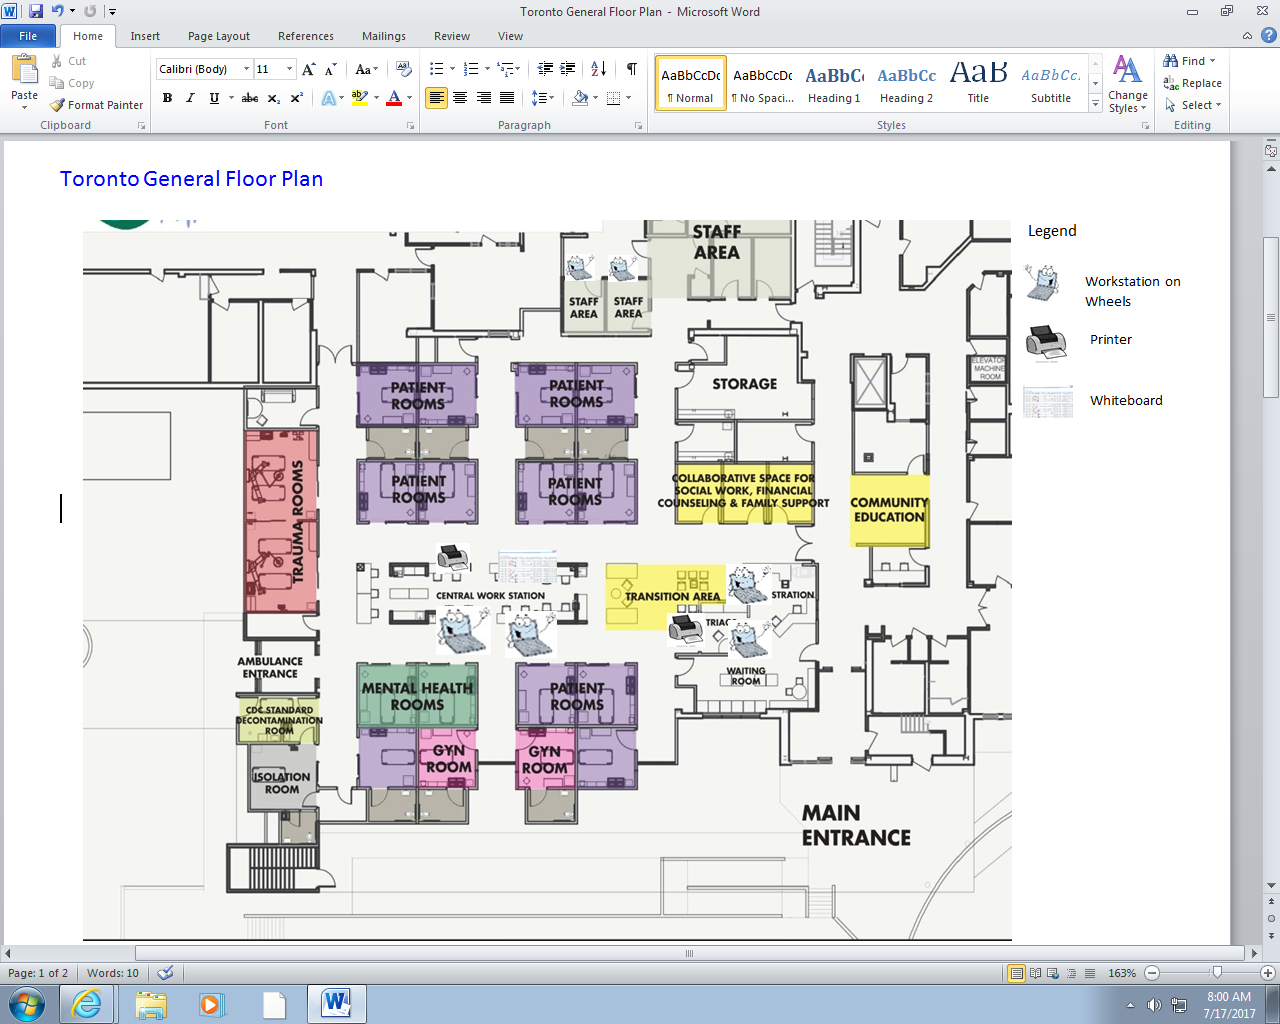 Toronto General Floor Plan - Microsoft Word
File Home Insert Page Layout References Mailings Review View
Paste
Cut
Copy
Format Painter
Clipboard
Calibri (Body) 11
Font
Paragraph
AaBbCcDc AaBbCcDc AaBbCc AaBbCc AaB AaBbCc.
¶ Normal ¶ No Spaci... Heading 1 Heading 2 Title Subtitle
Change Styles
Styles
Find
Replace
Select
Editing
Toronto General Floor Plan
Legend
Workstation on
Wheels
Printer
Whiteboard
STAFF
AREA
STAFF
AREA
STAFF
AREA
ELEVATOR
MACHINE
ROOM
PATIENT
ROOMS
PATIENT
ROOMS
STORAGE
PATIENT
ROOMS
PATIENT
ROOMS
COLLABORATIVE SPACE FOR
SOCIAL WORK, FINANCIAL
COUNSELING & FAMILY SUPPORT
COMMUNITY
EDUCATION
TRAUMA ROOMS
CENTRAL WORK STATION
TRANSITION AREA
STRATION
TRIAG
WAITING
ROOM
AMBULANCE
ENTRANCE
MENTAL HEALTH
ROOMS
PATIENT
ROOMS
CDC STANDARD
DECONTAMINATION
ROOM
GYN
ROOM
GYN
ROOM
ISOLATION
ROOM
MAIN
ENTRANCE
Page: 1 of 2 Words: 10 163%
8:00 AM
7/17/2017